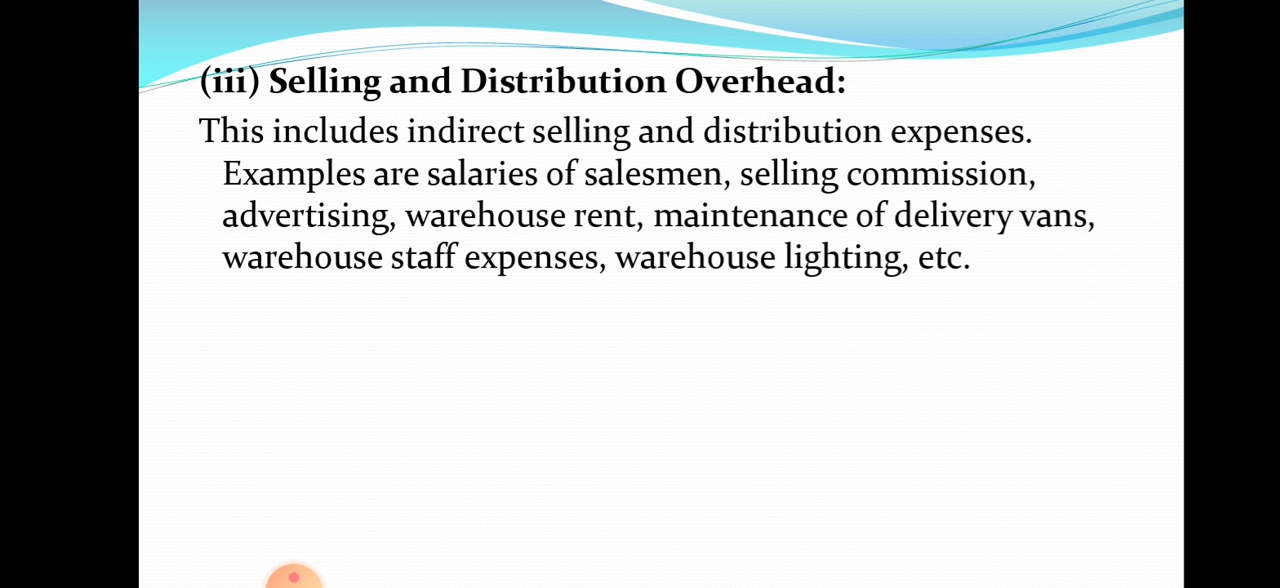 (iii) Selling and Distribution Overhead:
This includes indirect selling and distribution expenses.
Examples are salaries of salesmen, selling commission,
advertising, warehouse rent, maintenance of delivery vans,
warehouse staff expenses, warehouse lighting, etc.